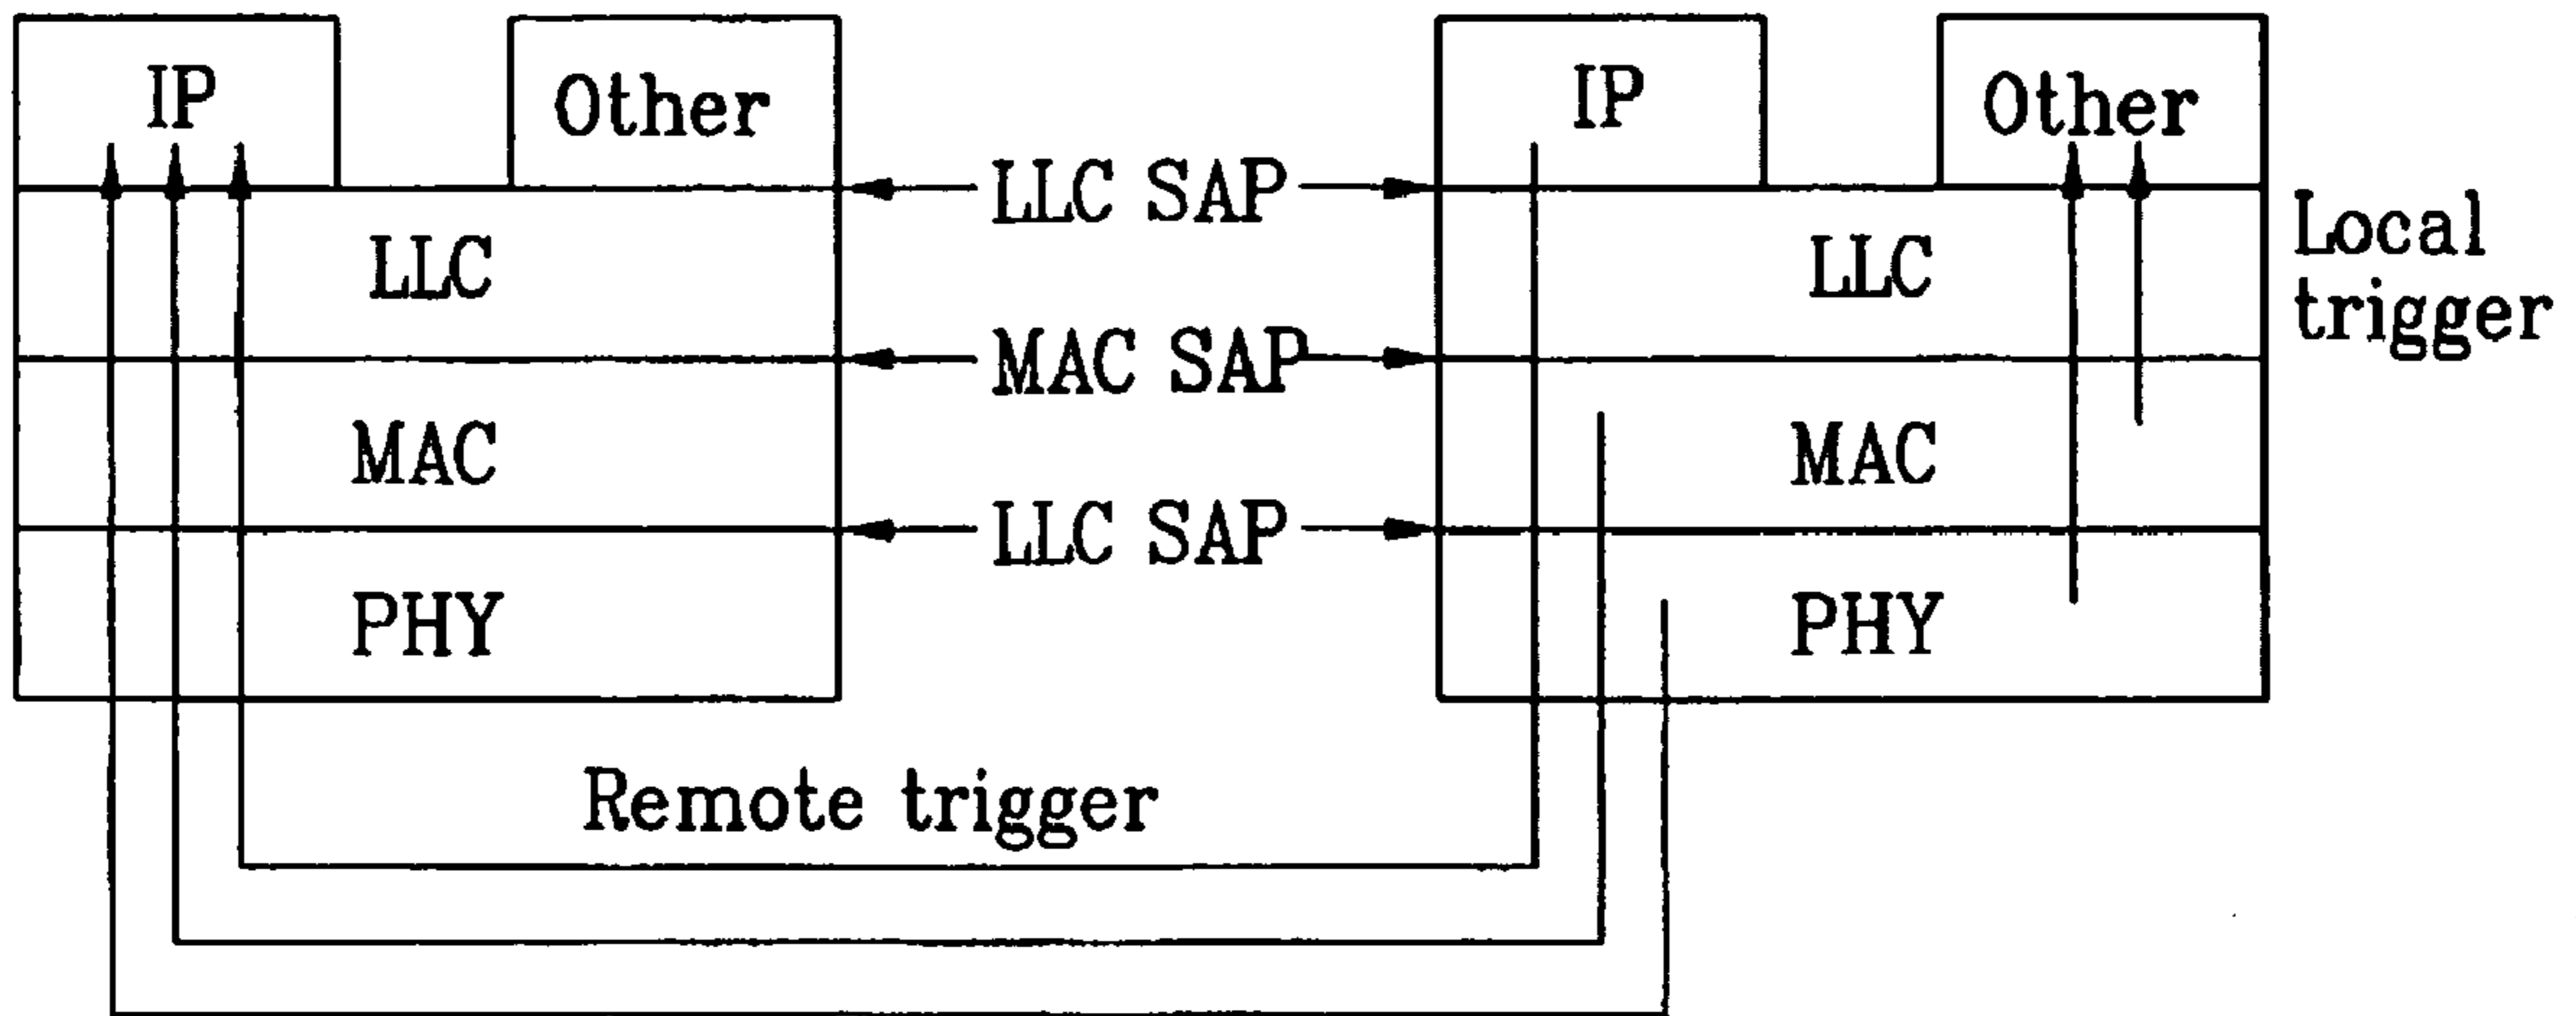 IP
Other
IP
Other
LLC SAP
LLC
LLC
Local
trigger
MAC SAP
MAC
MAC
LLC SAP
PHY
PHY
Remote trigger